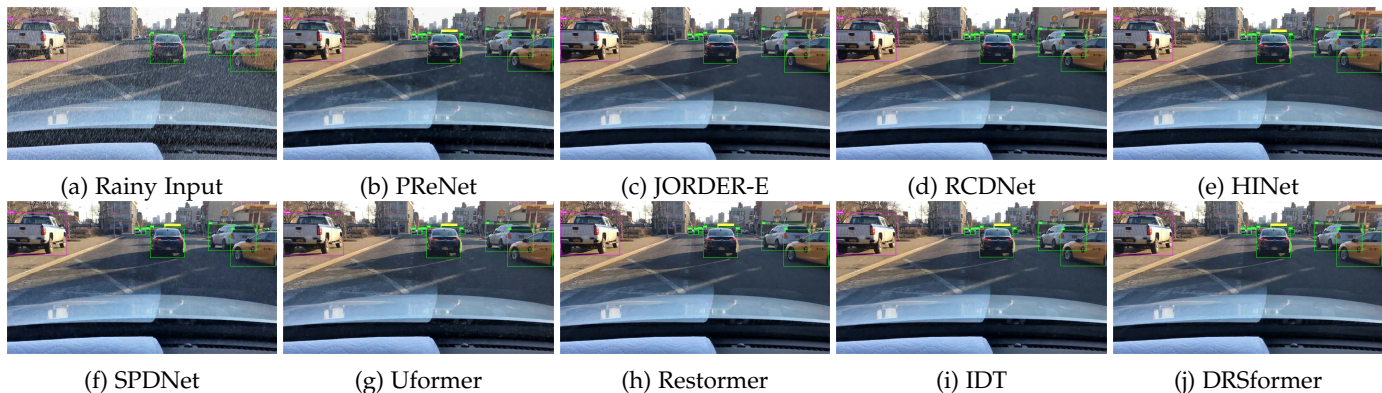 (a) Rainy Input
(b) PReNet
(c) JORDER-E
(d) RCDNet
(e) HINet
(f) SPDNet
(g) Uformer
(h) Restormer
(i) IDT
(j) DRSformer